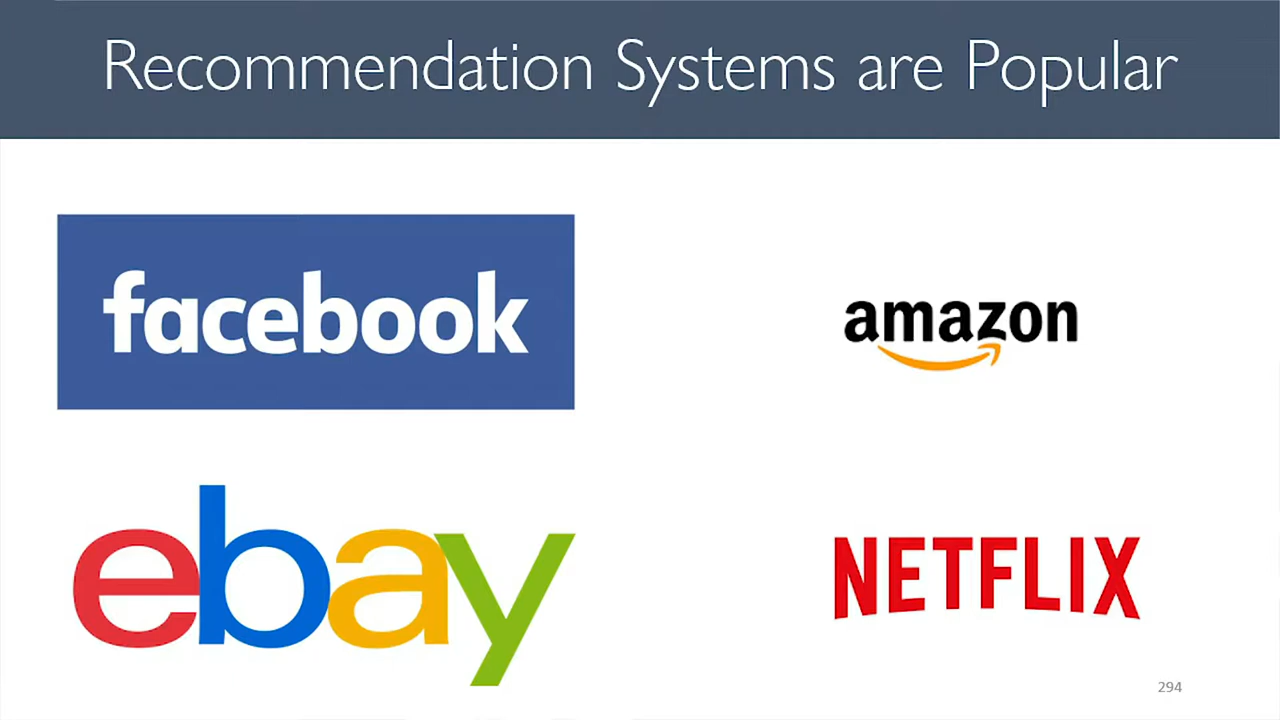 Recommendation Systems are Popular
facebook
amazon
ebay
NETFLIX
294